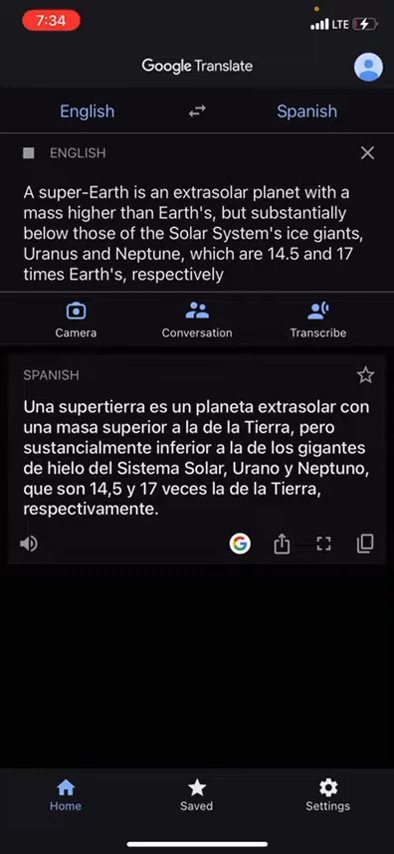 7:34
LTE
Google Translate
English
Spanish
ENGLISH
A super-Earth is an extrasolar planet with a
mass higher than Earth's, but substantially
below those of the Solar System's ice giants,
Uranus and Neptune, which are 14.5 and 17
times Earth's, respectively
Camera
Conversation
Transcribe
SPANISH
Una supertierra es un planeta extrasolar con
una masa superior a la de la Tierra, pero
sustancialmente inferior a la de los gigantes
de hielo del Sistema Solar, Urano y Neptuno,
que son 14,5 y 17 veces la de la Tierra,
respectivamente.
G
Home
Saved
Settings